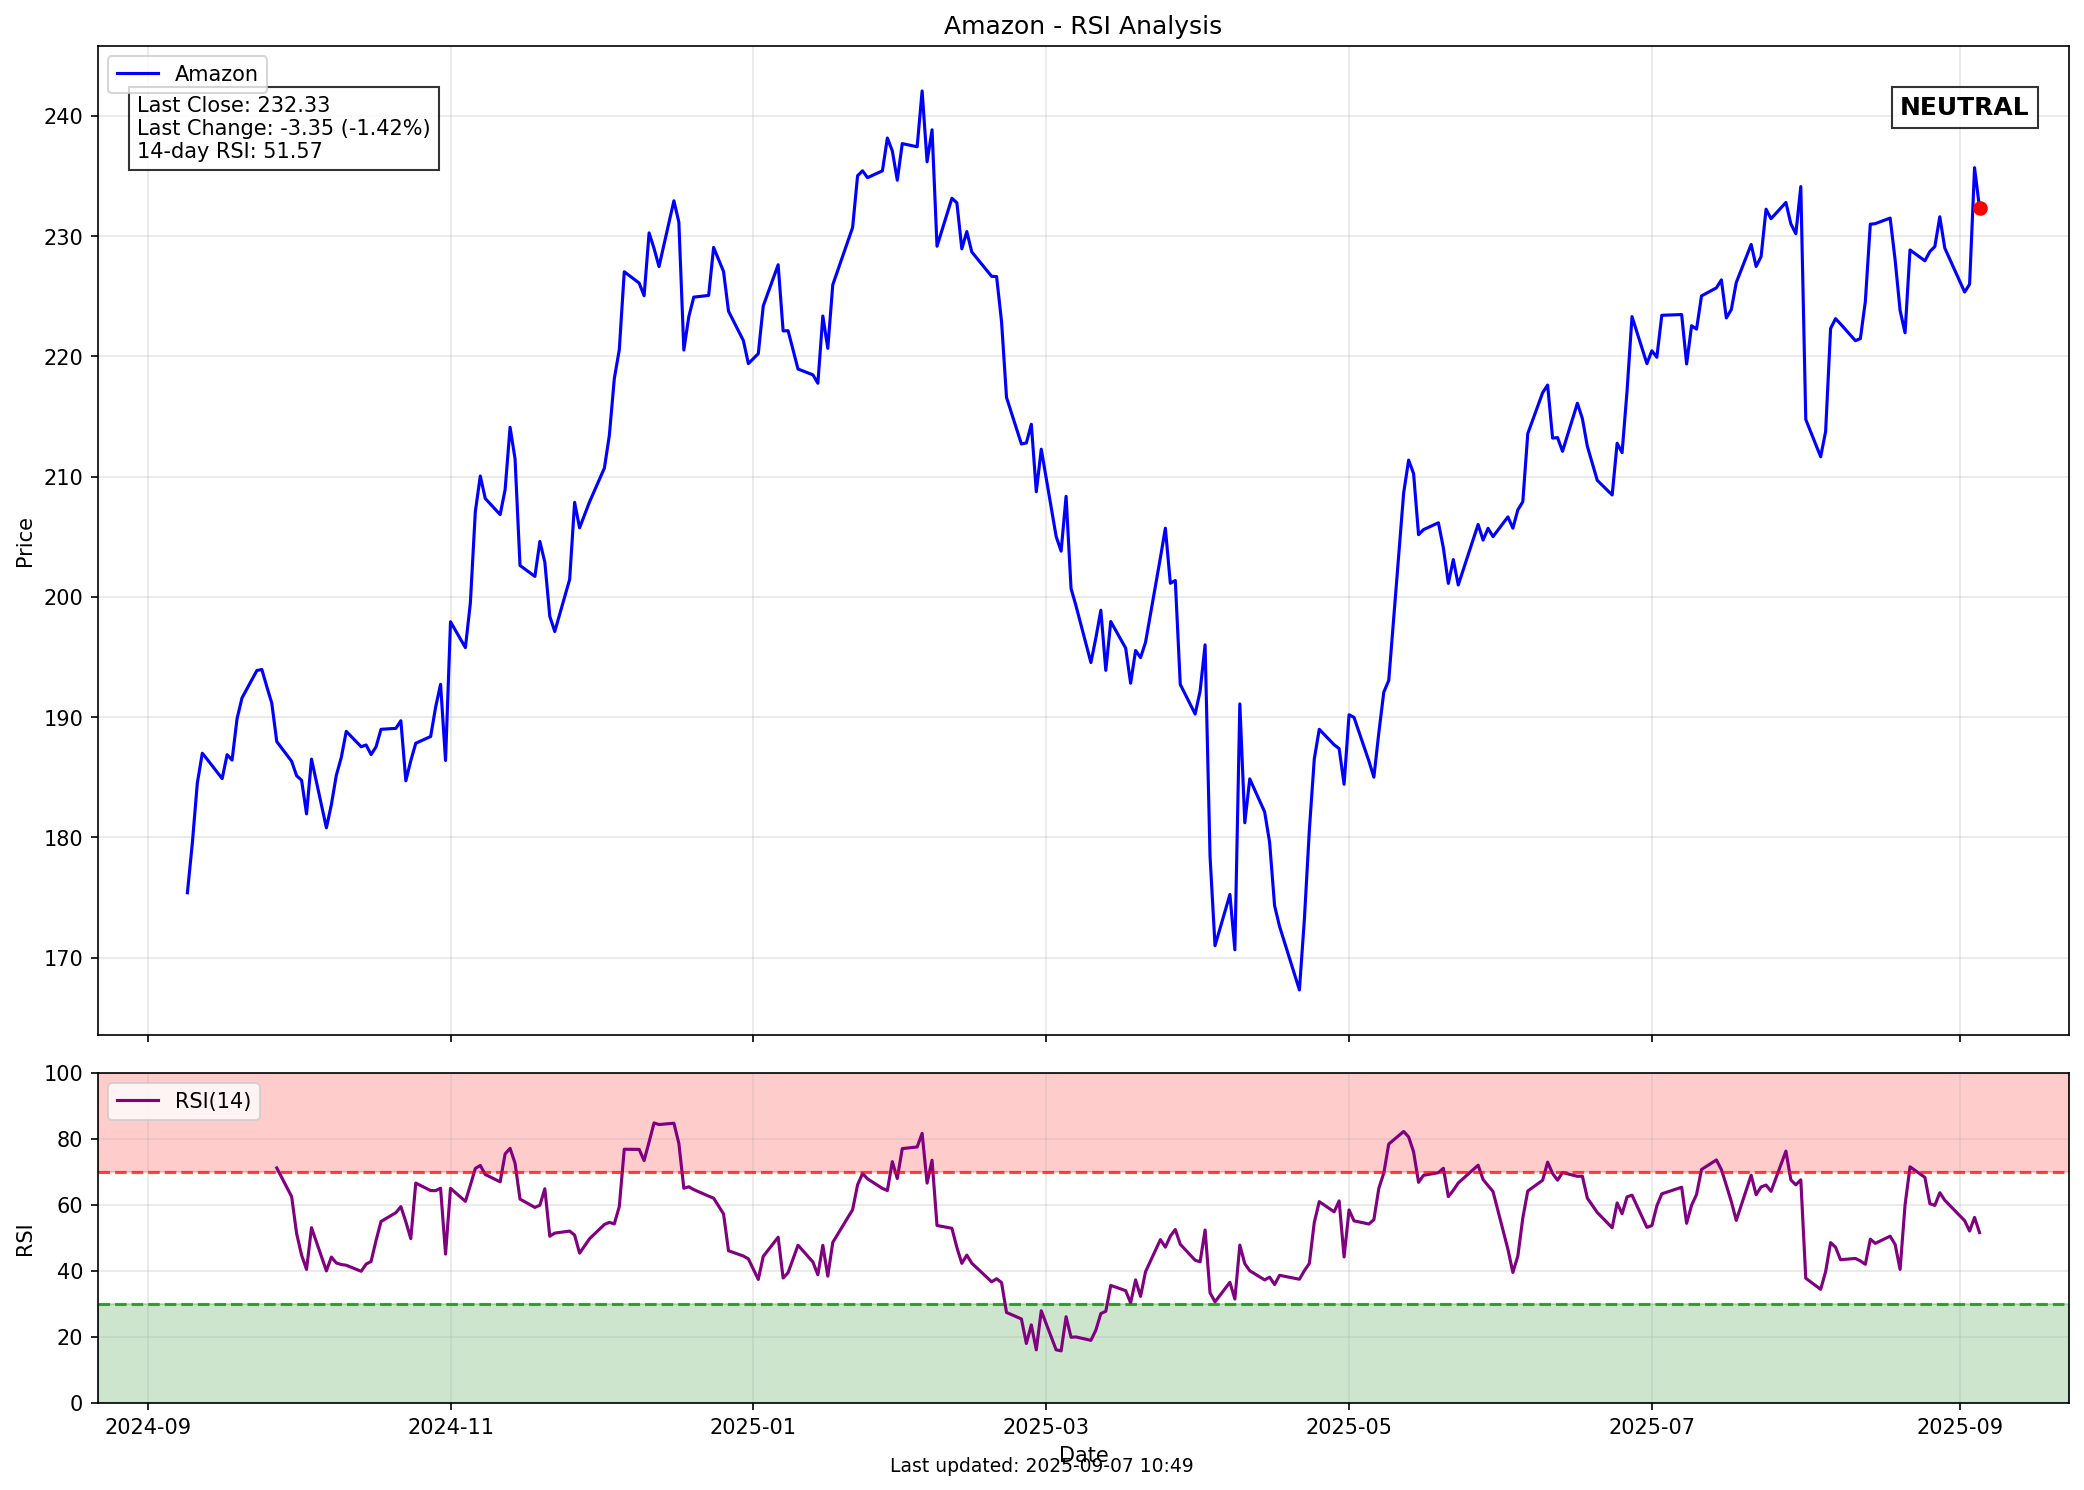 Amazon - RSI Analysis
Amazon
Last Close: 232.33
Last Change: -3.35 (-1.42%)
14-day RSI: 51.57
NEUTRAL
240
230
220
210
200
190
180
170
Price
RSI(14)
100
80
60
40
20
0
RSI
2024-09
2024-11
2025-01
2025-03
2025-05
2025-07
2025-09
Date
Last updated: 2025-09-07 10:49